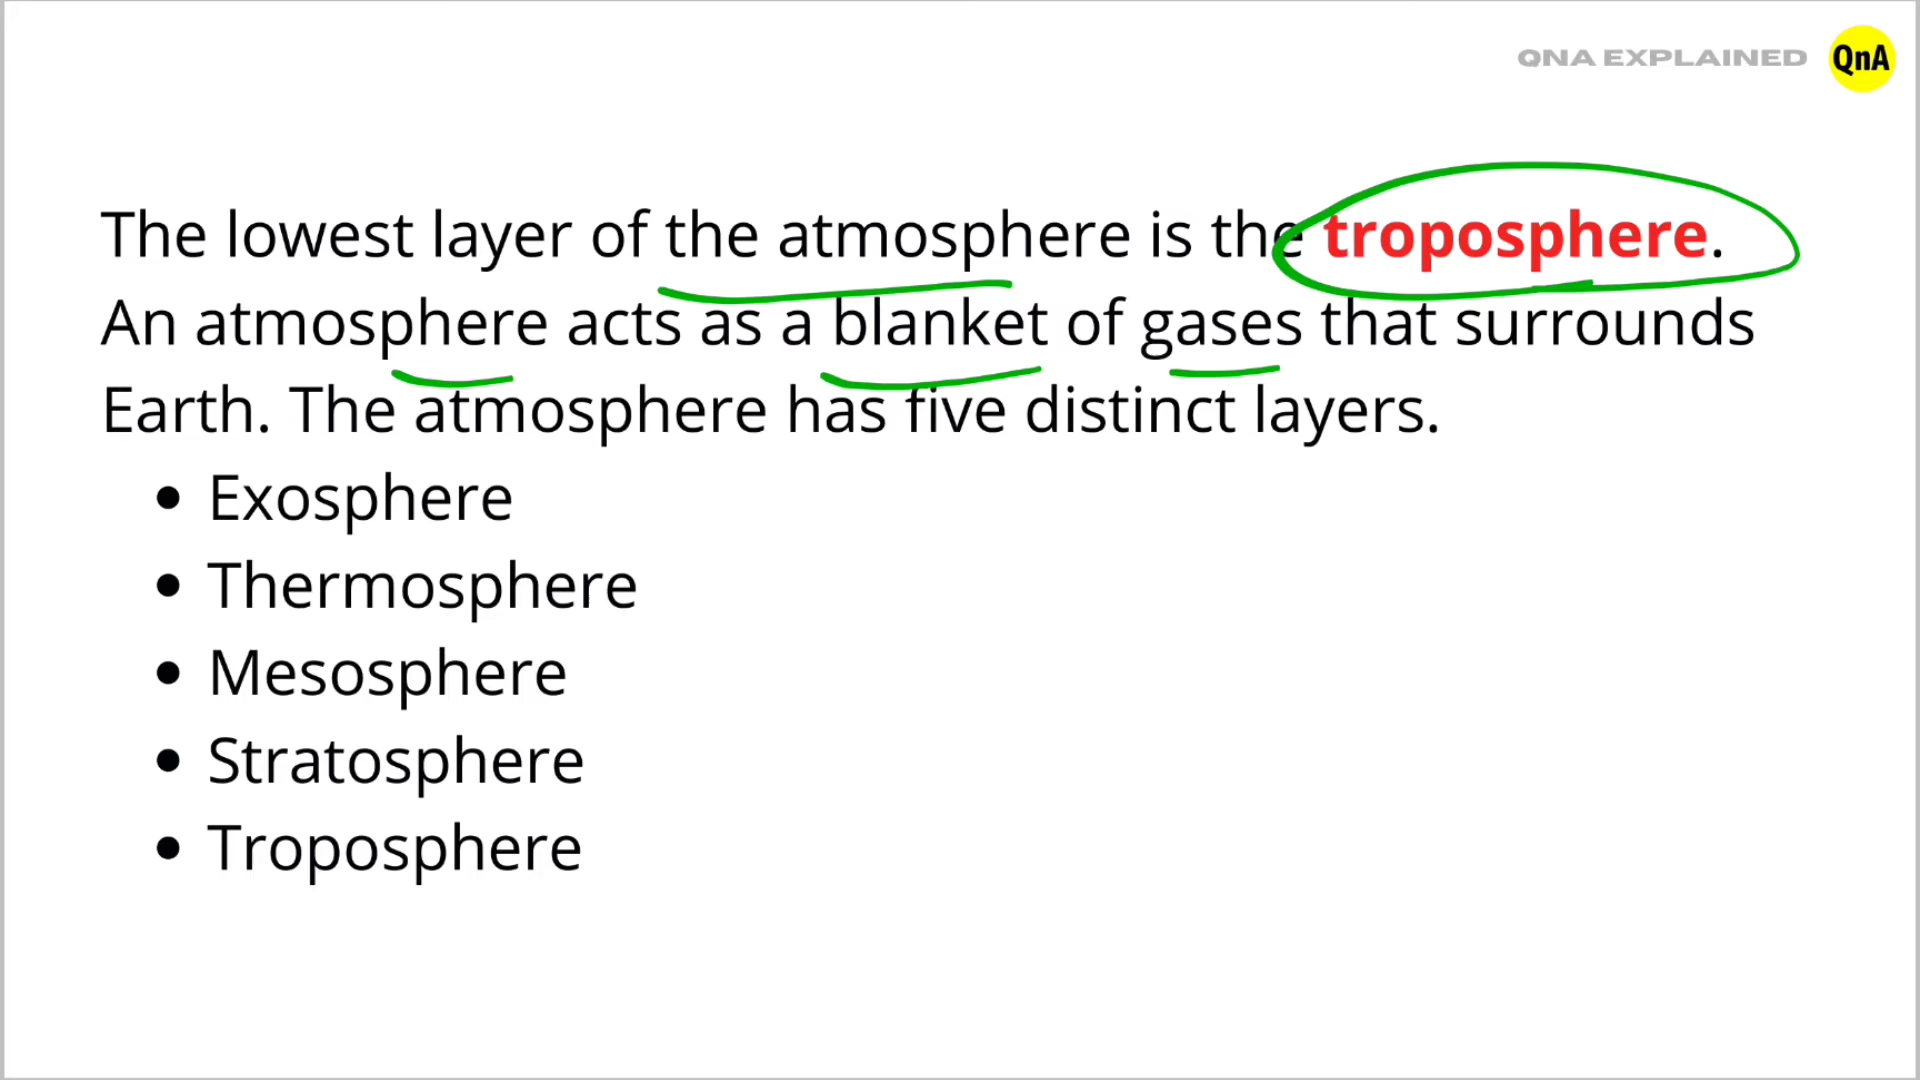 QNA EXPLAINED QnA
The lowest layer of the atmosphere is the troposphere.
An atmosphere acts as a blanket of gases that surrounds
Earth. The atmosphere has five distinct layers.
• Exosphere
• Thermosphere
• Mesosphere
• Stratosphere
• Troposphere